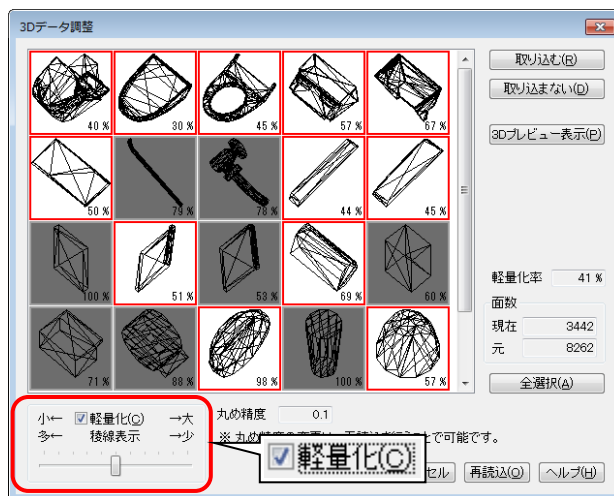 3Dデータ調整
取り込む(R)
取り込まない(D)
3Dプレビュー表示(P)
40 %
30 %
45 %
57 %
67 %
50 %
79 %
78 %
44 %
45 %
100 %
51 %
53 %
69 %
60 %
71 %
88 %
98 %
100 %
57 %
軽量化率 41 %
面数
現在 3442
元 8262
全選択(A)
小← 軽量化(C) →大
多← 稜線表示 →少
丸め精度 0.1
※ 丸め精度の変更は、再読込を行うことで可能です。
軽量化(C)
セル
再読込(O)
ヘルプ(H)